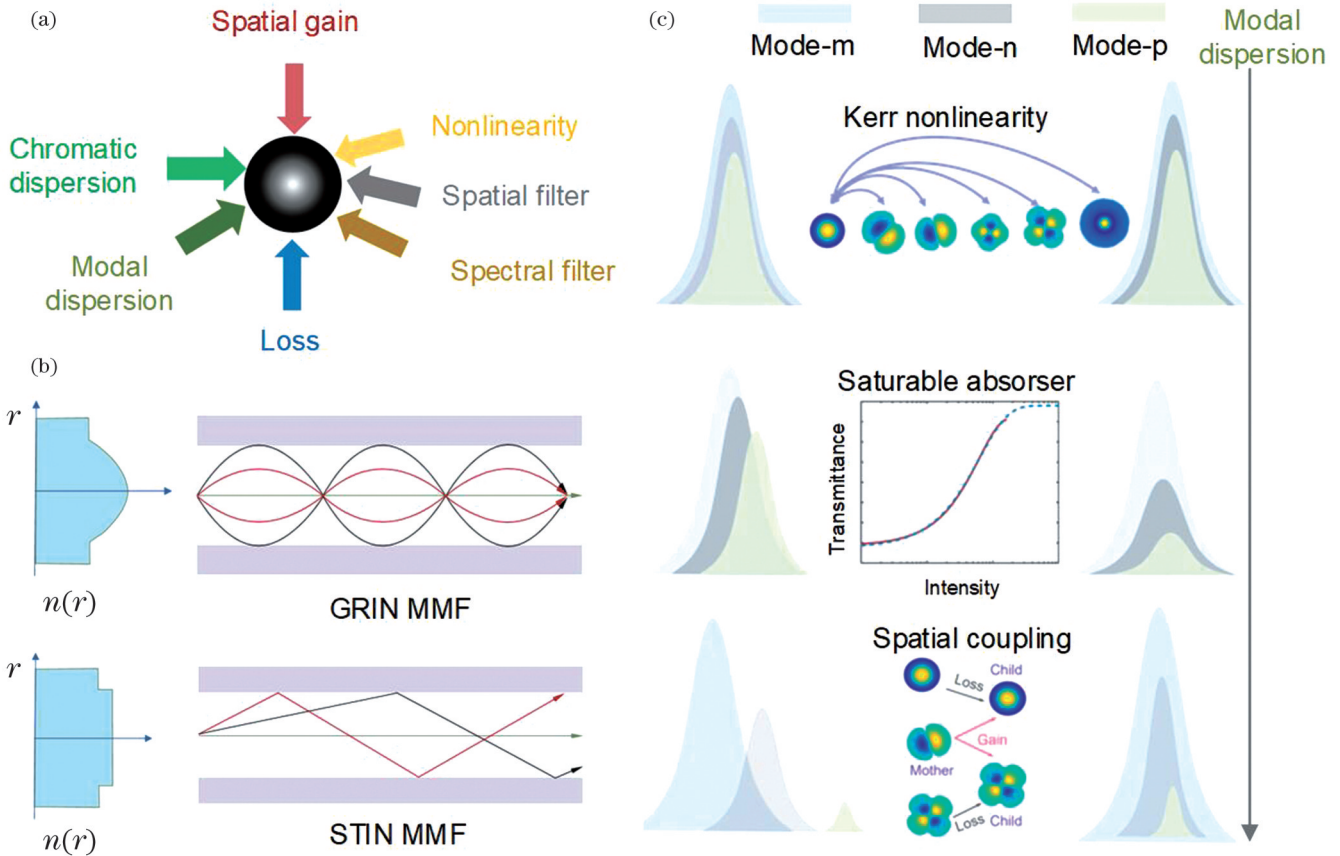 (a)
Spatial gain
Chromatic
dispersion
Modal
dispersion
Nonlinearity
Spatial filter
Spectral filter
Loss
(b)
r
n(r)
GRIN MMF
r
n(r)
STIN MMF
(c)
Mode-m
Mode-n
Mode-p
Modal
dispersion
Kerr nonlinearity
Saturable absorser
Transmittance
Intensity
Spatial coupling
Child
Loss
Gain
Mother
Loss
Child